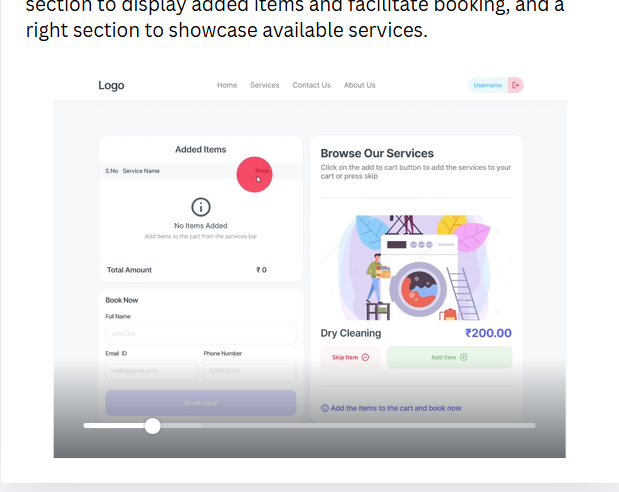 section to display added items and facilitate booking, and a
right section to showcase available services.
Logo
Home Services Contact Us About Us
Username
Added Items
S.No Service Name Price
No Items Added
Add items to the cart from the services bar
Total Amount ₹ 0
Book Now
Full Name
John Doe
Email ID Phone Number
Book now
Browse Our Services
Click on the add to cart button to add the services to your
cart or press skip
Dry Cleaning ₹200.00
Skip Item Add Item
Add the items to the cart and book now